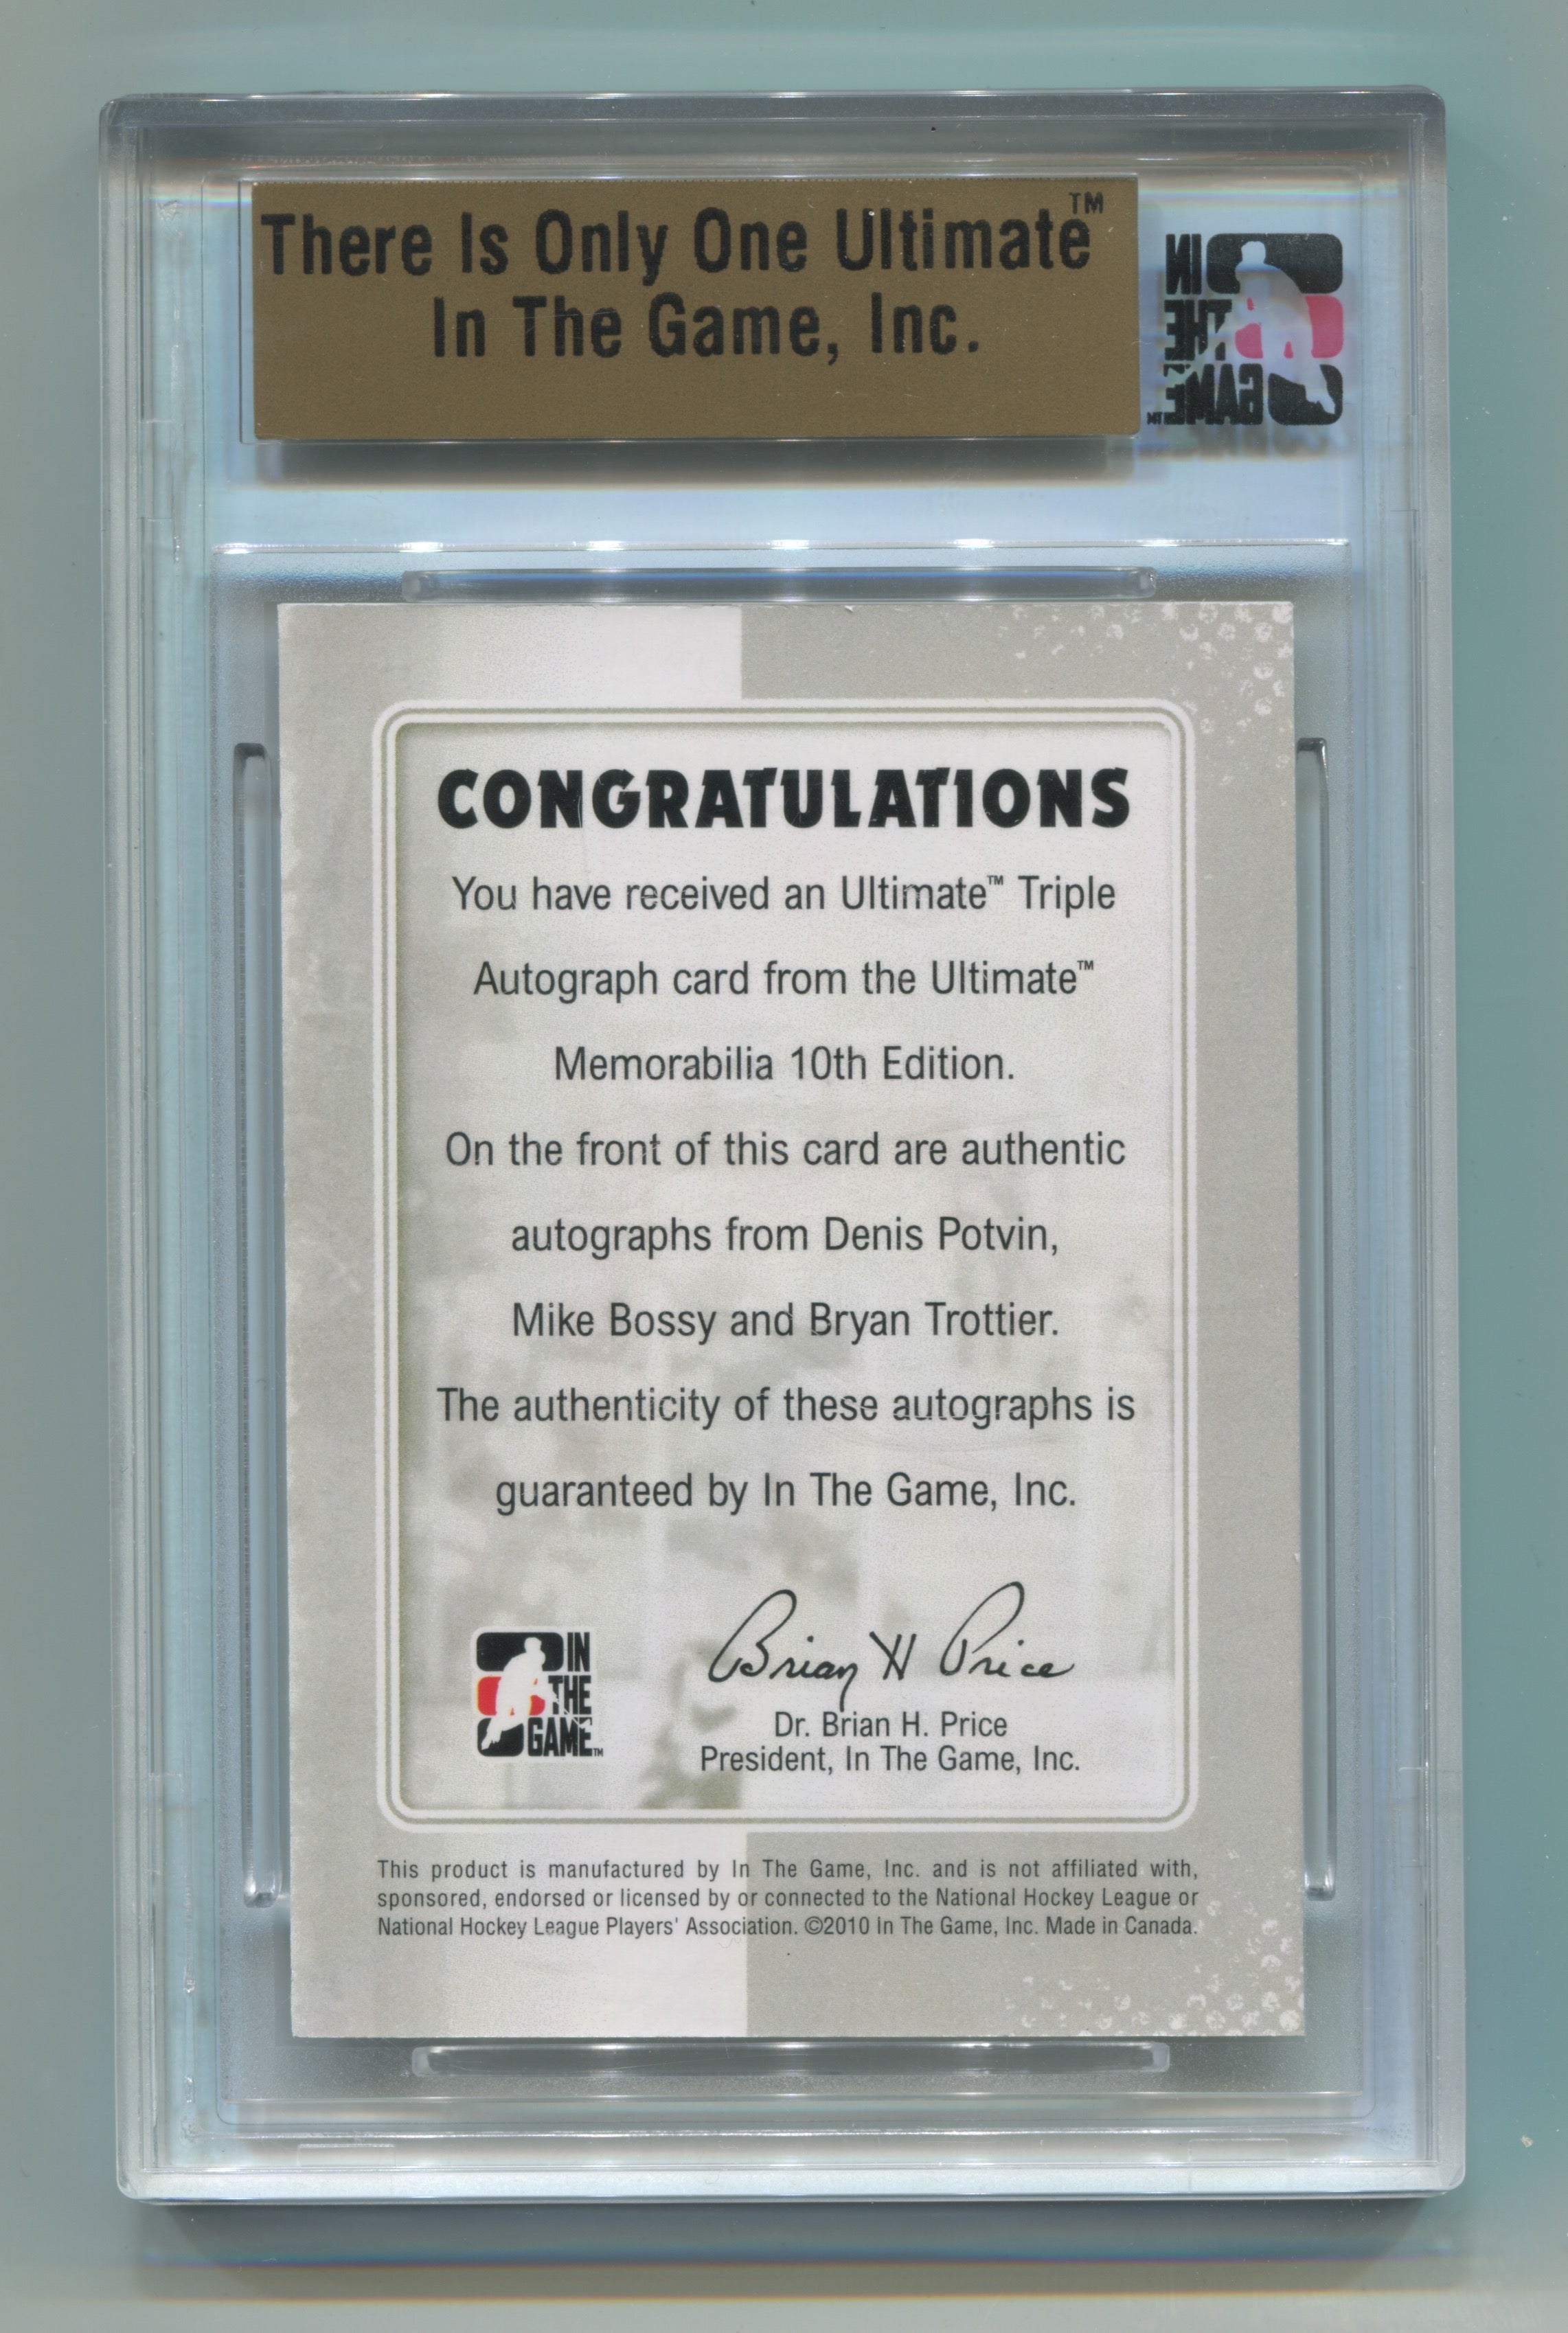 There Is Only One Ultimate™
In The Game, Inc.
IN
THE
GAME™
CONGRATULATIONS
You have received an Ultimate™ Triple
Autograph card from the Ultimate™
Memorabilia 10th Edition.
On the front of this card are authentic
autographs from Denis Potvin,
Mike Bossy and Bryan Trottier.
The authenticity of these autographs is
guaranteed by In The Game, Inc.
IN
THE
GAME™
Brian H Price
Dr. Brian H. Price
President, In The Game, Inc.
This product is manufactured by In The Game, Inc. and is not affiliated with,
sponsored, endorsed or licensed by or connected to the National Hockey League or
National Hockey League Players' Association. ©2010 In The Game, Inc. Made in Canada.